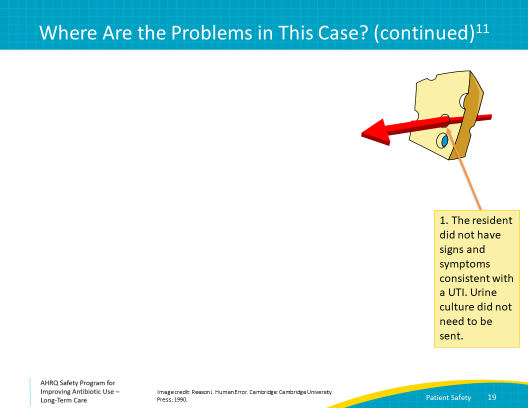 Where Are the Problems in This Case? (continued)11
1. The resident
did not have
signs and
symptoms
consistent with
a UTI. Urine
culture did not
need to be
sent.
AHRQ Safety Program for
Improving Antibiotic Use –
Long-Term Care
Image credit: Reason J. Human Error. Cambridge: Cambridge University
Press; 1990.
Patient Safety 19